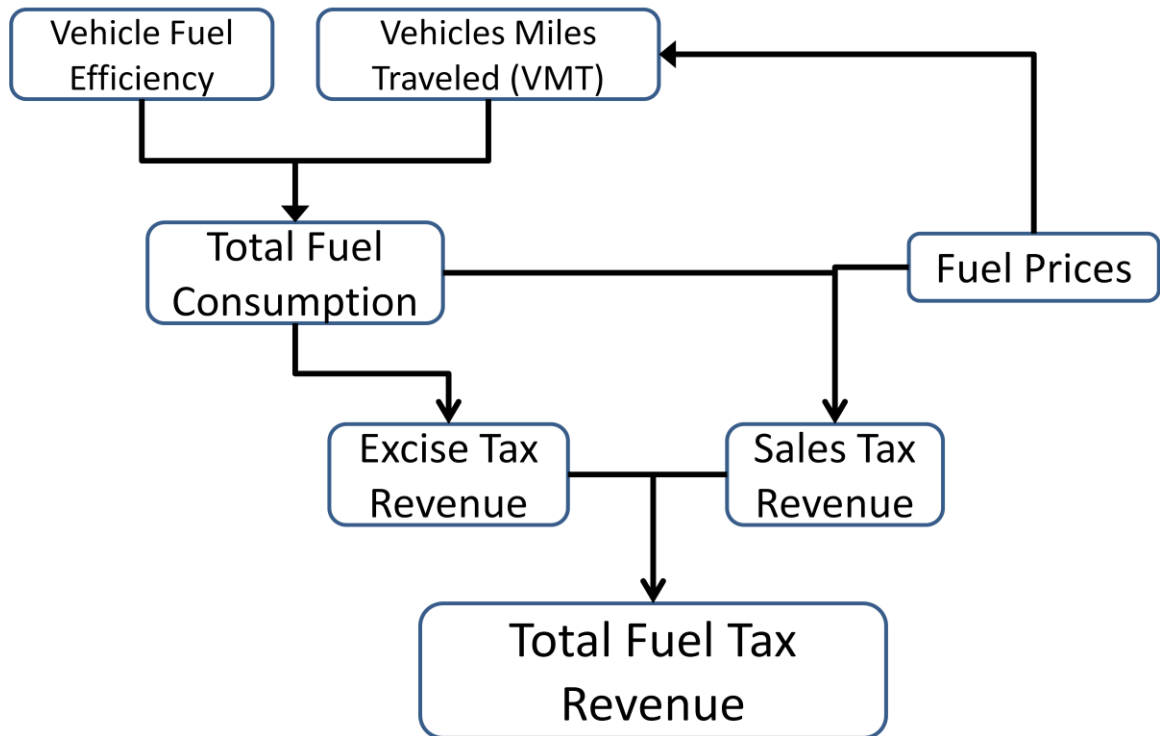 Vehicle Fuel
Efficiency
Vehicles Miles
Traveled (VMT)
Total Fuel
Consumption
Fuel Prices
Excise Tax
Revenue
Sales Tax
Revenue
Total Fuel Tax
Revenue